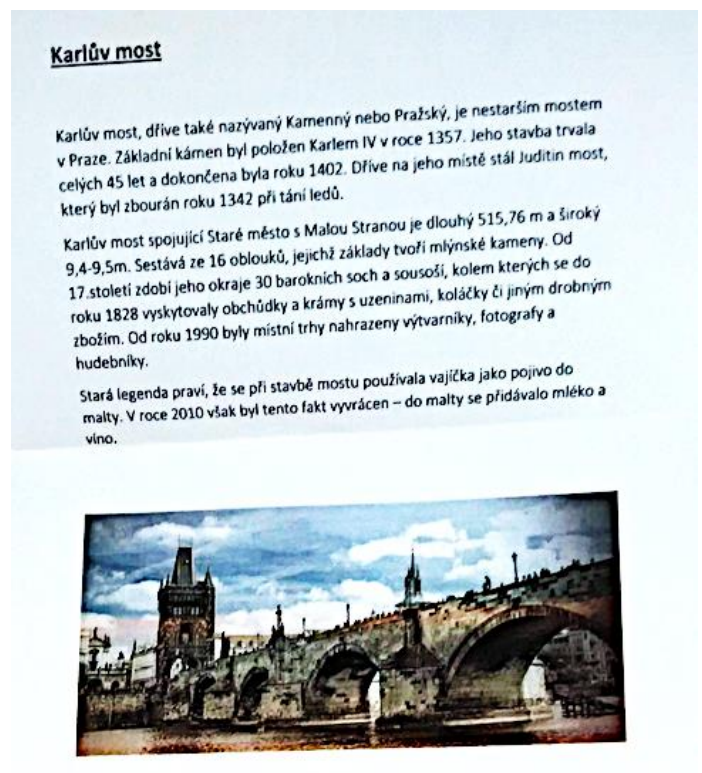 Karlův most
Karlův most, dříve také nazývaný Kamenný nebo Pražský, je nestarším mostem
v Praze. Základní kámen byl položen Karlem IV v roce 1357. Jeho stavba trvala
celých 45 let a dokončena byla roku 1402. Dříve na jeho místě stál Juditin most,
který byl zbourán roku 1342 při tání ledů.
Karlův most spojující Staré město s Malou Stranou je dlouhý 515,76 m a široký
9,4-9,5m. Sestává ze 16 oblouků, jejichž základy tvoří mlýnské kameny. Od
17.století zdobí jeho okraje 30 barokních soch a sousoší, kolem kterých se do
roku 1828 vyskytovaly obchůdky a krámy s uzeninami, koláčky či jiným drobným
zbožím. Od roku 1990 byly místní trhy nahrazeny výtvarníky, fotografy a
hudebníky.
Stará legenda praví, že se při stavbě mostu používala vajíčka jako pojivo do
malty. V roce 2010 však byl tento fakt vyvrácen – do malty se přidávalo mléko a
víno.